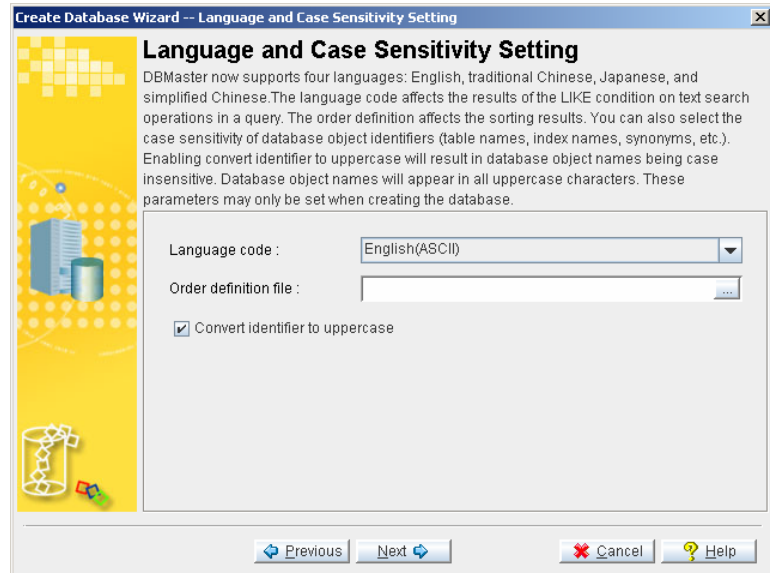 Create Database Wizard -- Language and Case Sensitivity Setting
Language and Case Sensitivity Setting
DBMaster now supports four languages: English, traditional Chinese, Japanese, and
simplified Chinese.The language code affects the results of the LIKE condition on text search
operations in a query. The order definition affects the sorting results. You can also select the
case sensitivity of database object identifiers (table names, index names, synonyms, etc.).
Enabling convert identifier to uppercase will result in database object names being case
insensitive. Database object names will appear in all uppercase characters. These
parameters may only be set when creating the database.
Language code : English(ASCII)
Order definition file : ...
Convert identifier to uppercase
Previous Next Cancel Help